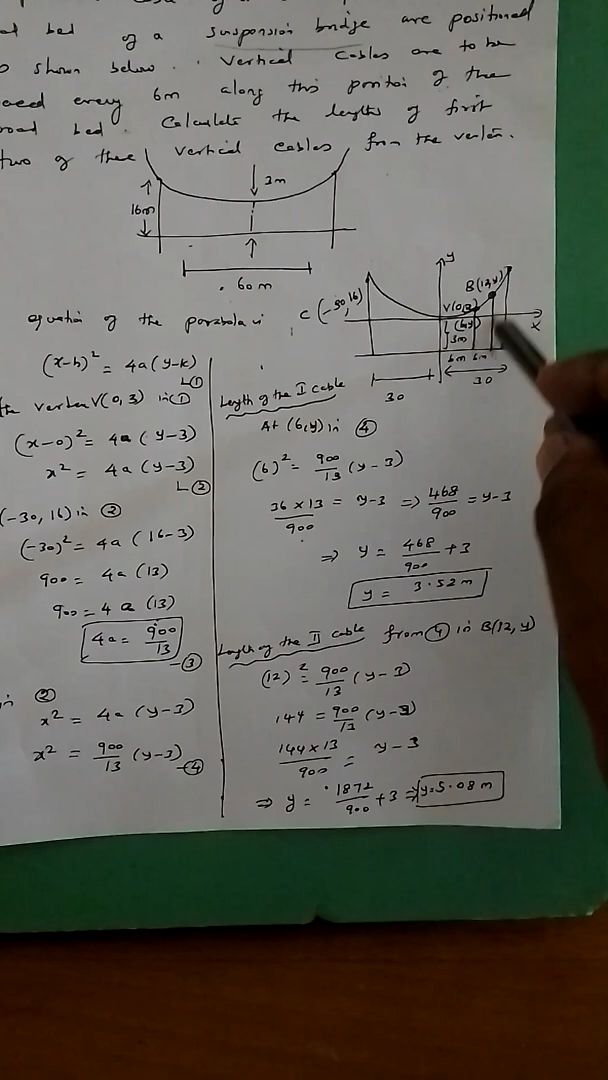 of a suspension bridge are positioned
shown below. Vertical Cables are to be
every 6m along this portion of the
road bed. Calculate the lengths of first
two of these vertical cables from the vertex.
3m
16m
60m
y
B(12,y)
C (-30,16)
V(0,3)
(6,y)
x
3m
6m 6m
30
30
equation of the parabola is
(x-h)² = 4a(y-k)
①
the vertex V(0,3) in ①
(x-0)² = 4a (y-3)
x² = 4a (y-3)
②
(-30,16) in ②
(-30)² = 4a (16-3)
900 = 4a (13)
900 = 4a (13)
4a = 900/13
③
in ②
x² = 4a (y-3)
x² = 900/13 (y-3) ④
Length of the I cable
At (6,y) in ④
(6)² = 900/13 (y-3)
36 x 13/900 = y-3 ⇒ 468/900 = y-3
⇒ y = 468/900 + 3
y = 3.52m
Length of the II cable from ④ in B(12,y)
(12)² = 900/13 (y-3)
144 = 900/13 (y-3)
144 x 13/900 = y-3
⇒ y = 1872/900 + 3 ⇒ y=5.08m